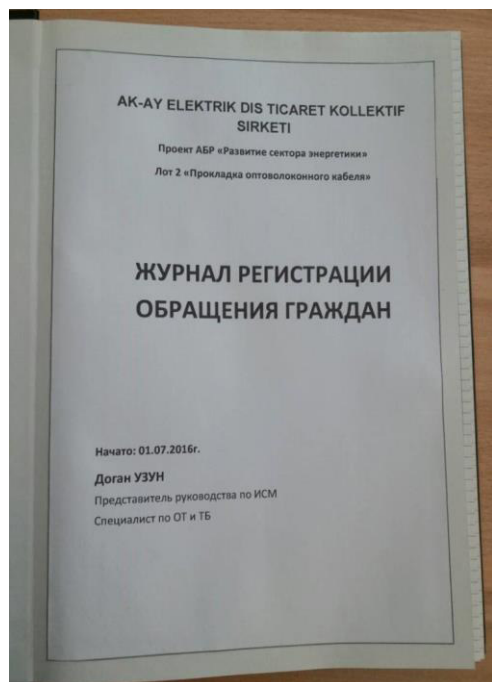 AK-AY ELEKTRIK DIS TICARET KOLLEKTIF
SIRKETI
Проект АБР «Развитие сектора энергетики»
Лот 2 «Прокладка оптоволоконного кабеля»
ЖУРНАЛ РЕГИСТРАЦИИ
ОБРАЩЕНИЯ ГРАЖДАН
Начато: 01.07.2016г.
Доган УЗУН
Представитель руководства по ИСМ
Специалист по ОТ и ТБ